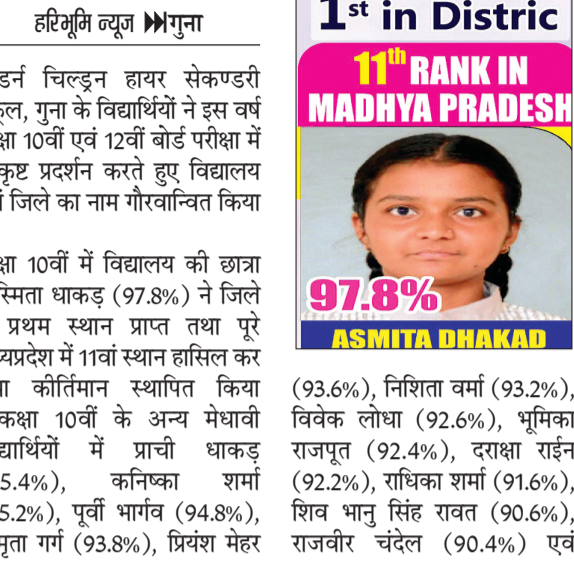 हरिभूमि न्यूज ▶▶गुना
डर्न चिल्ड्रन हायर सेकण्डरी
ूल, गुना के विद्यार्थियों ने इस वर्ष
क्षा 10वीं एवं 12वीं बोर्ड परीक्षा में
कृष्ट प्रदर्शन करते हुए विद्यालय
ं जिले का नाम गौरवान्वित किया
क्षा 10वीं में विद्यालय की छात्रा
स्मिता धाकड़ (97.8%) ने जिले
प्रथम स्थान प्राप्त तथा पूरे
्यप्रदेश में 11वां स्थान हासिल कर
ा कीर्तिमान स्थापित किया
कक्षा 10वीं के अन्य मेधावी
द्यार्थियों में प्राची धाकड़
5.4%), कनिष्का शर्मा
5.2%), पूर्वी भार्गव (94.8%),
मृता गर्ग (93.8%), प्रियंश मेहर
1st in Distric
11th RANK IN
MADHYA PRADESH
97.8%
ASMITA DHAKAD
(93.6%), निशिता वर्मा (93.2%),
विवेक लोधा (92.6%), भूमिका
राजपूत (92.4%), दराक्षा राईन
(92.2%), राधिका शर्मा (91.6%),
शिव भानु सिंह रावत (90.6%),
राजवीर चंदेल (90.4%) एवं